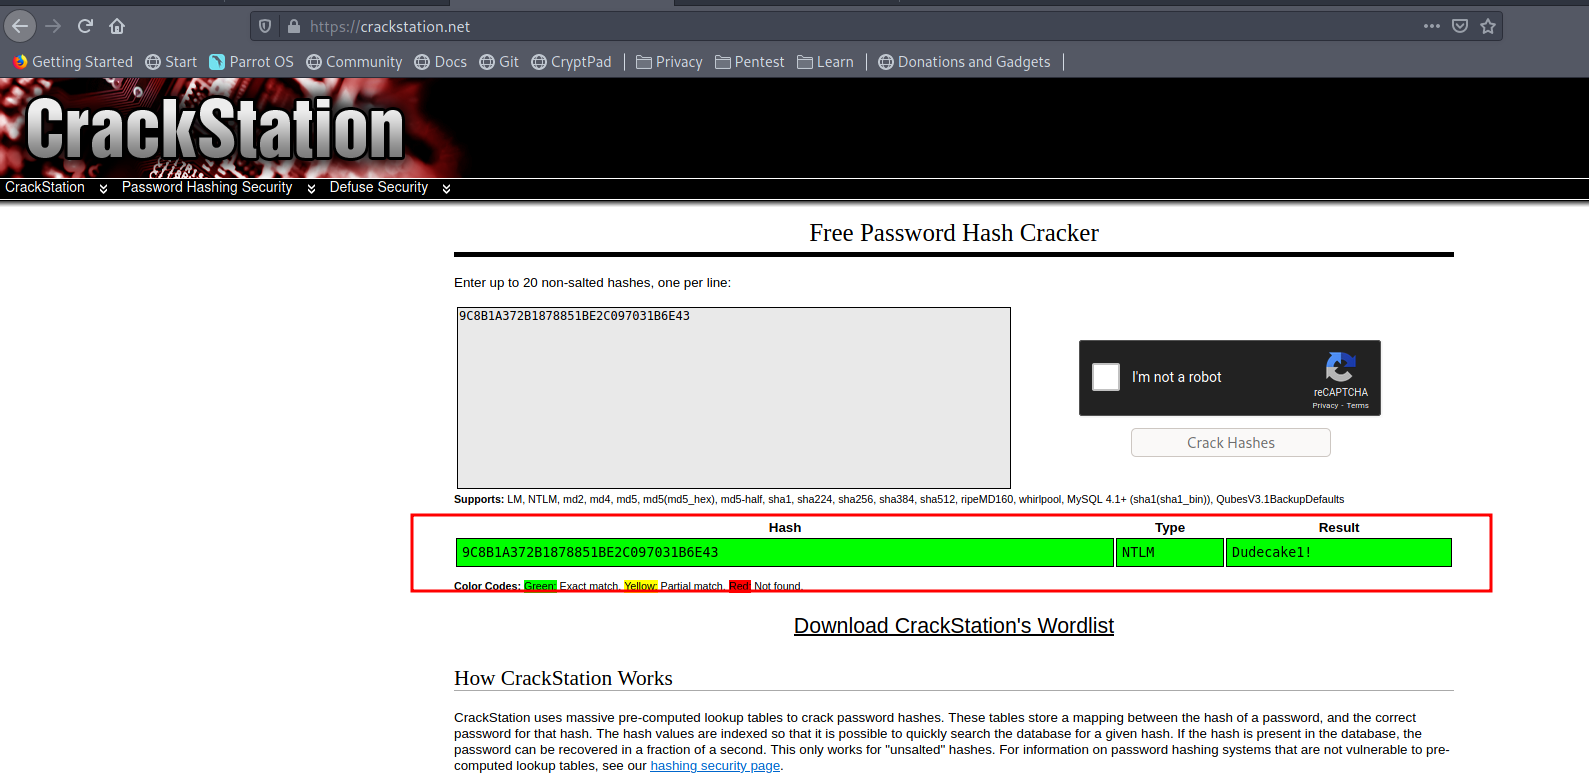 https://crackstation.net
Getting Started Start Parrot OS Community Docs Git CryptPad Privacy Pentest Learn Donations and Gadgets
CrackStation
CrackStation Password Hashing Security Defuse Security
Free Password Hash Cracker
Enter up to 20 non-salted hashes, one per line:
9C8B1A372B1878851BE2C097031B6E43
I'm not a robot
reCAPTCHA
Privacy - Terms
Crack Hashes
Supports: LM, NTLM, md2, md4, md5, md5(md5_hex), md5-half, sha1, sha224, sha256, sha384, sha512, ripeMD160, whirlpool, MySQL 4.1+ (sha1(sha1_bin)), QubesV3.1BackupDefaults
Hash Type Result
9C8B1A372B1878851BE2C097031B6E43 NTLM Dudecake1!
Color Codes: Green: Exact match, Yellow: Partial match, Red: Not found.
Download CrackStation's Wordlist
How CrackStation Works
CrackStation uses massive pre-computed lookup tables to crack password hashes. These tables store a mapping between the hash of a password, and the correct
password for that hash. The hash values are indexed so that it is possible to quickly search the database for a given hash. If the hash is present in the database, the
password can be recovered in a fraction of a second. This only works for "unsalted" hashes. For information on password hashing systems that are not vulnerable to pre-
computed lookup tables, see our hashing security page.